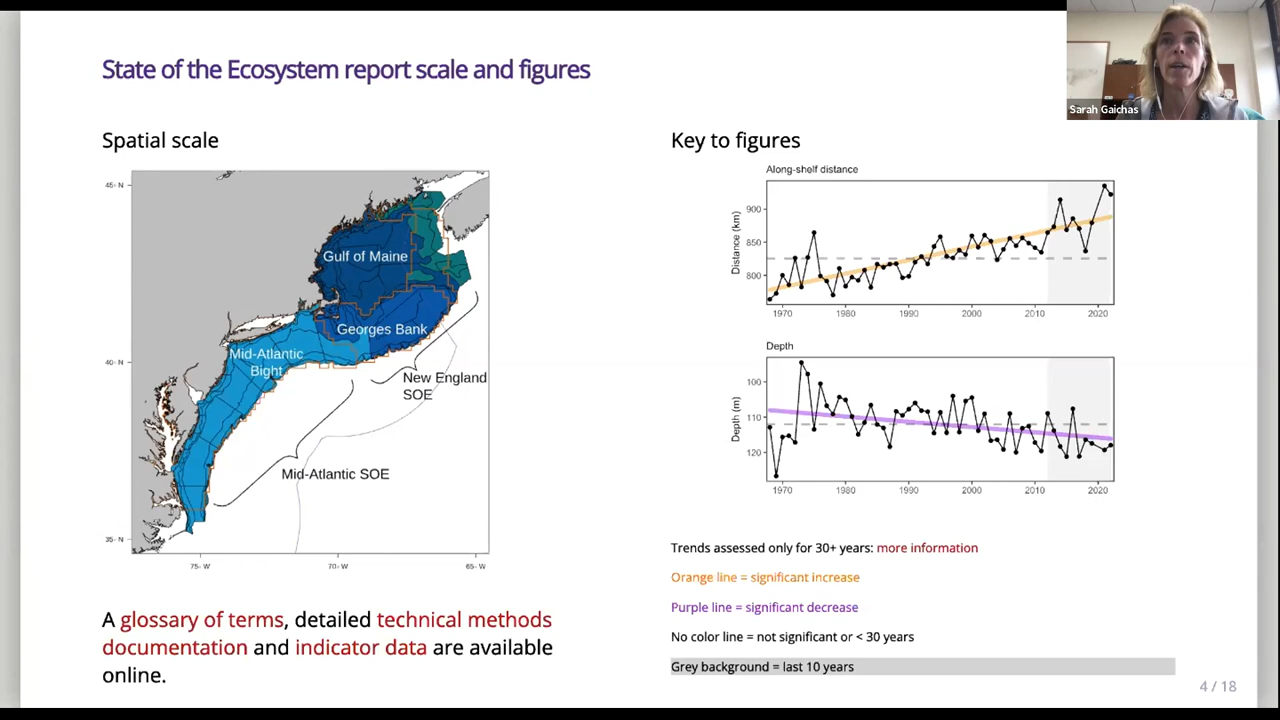 State of the Ecosystem report scale and figures
Sarah Gaichas
Spatial scale
45° N
40° N
35° N
75° W
70° W
65° W
Gulf of Maine
Georges Bank
Mid-Atlantic
Bight
New England
SOE
Mid-Atlantic SOE
A glossary of terms, detailed technical methods
documentation and indicator data are available
online.
Key to figures
Along-shelf distance
Distance (km)
900
850
800
1970
1980
1990
2000
2010
2020
Depth
Depth (m)
100
110
120
1970
1980
1990
2000
2010
2020
Trends assessed only for 30+ years: more information
Orange line = significant increase
Purple line = significant decrease
No color line = not significant or < 30 years
Grey background = last 10 years
4 / 18